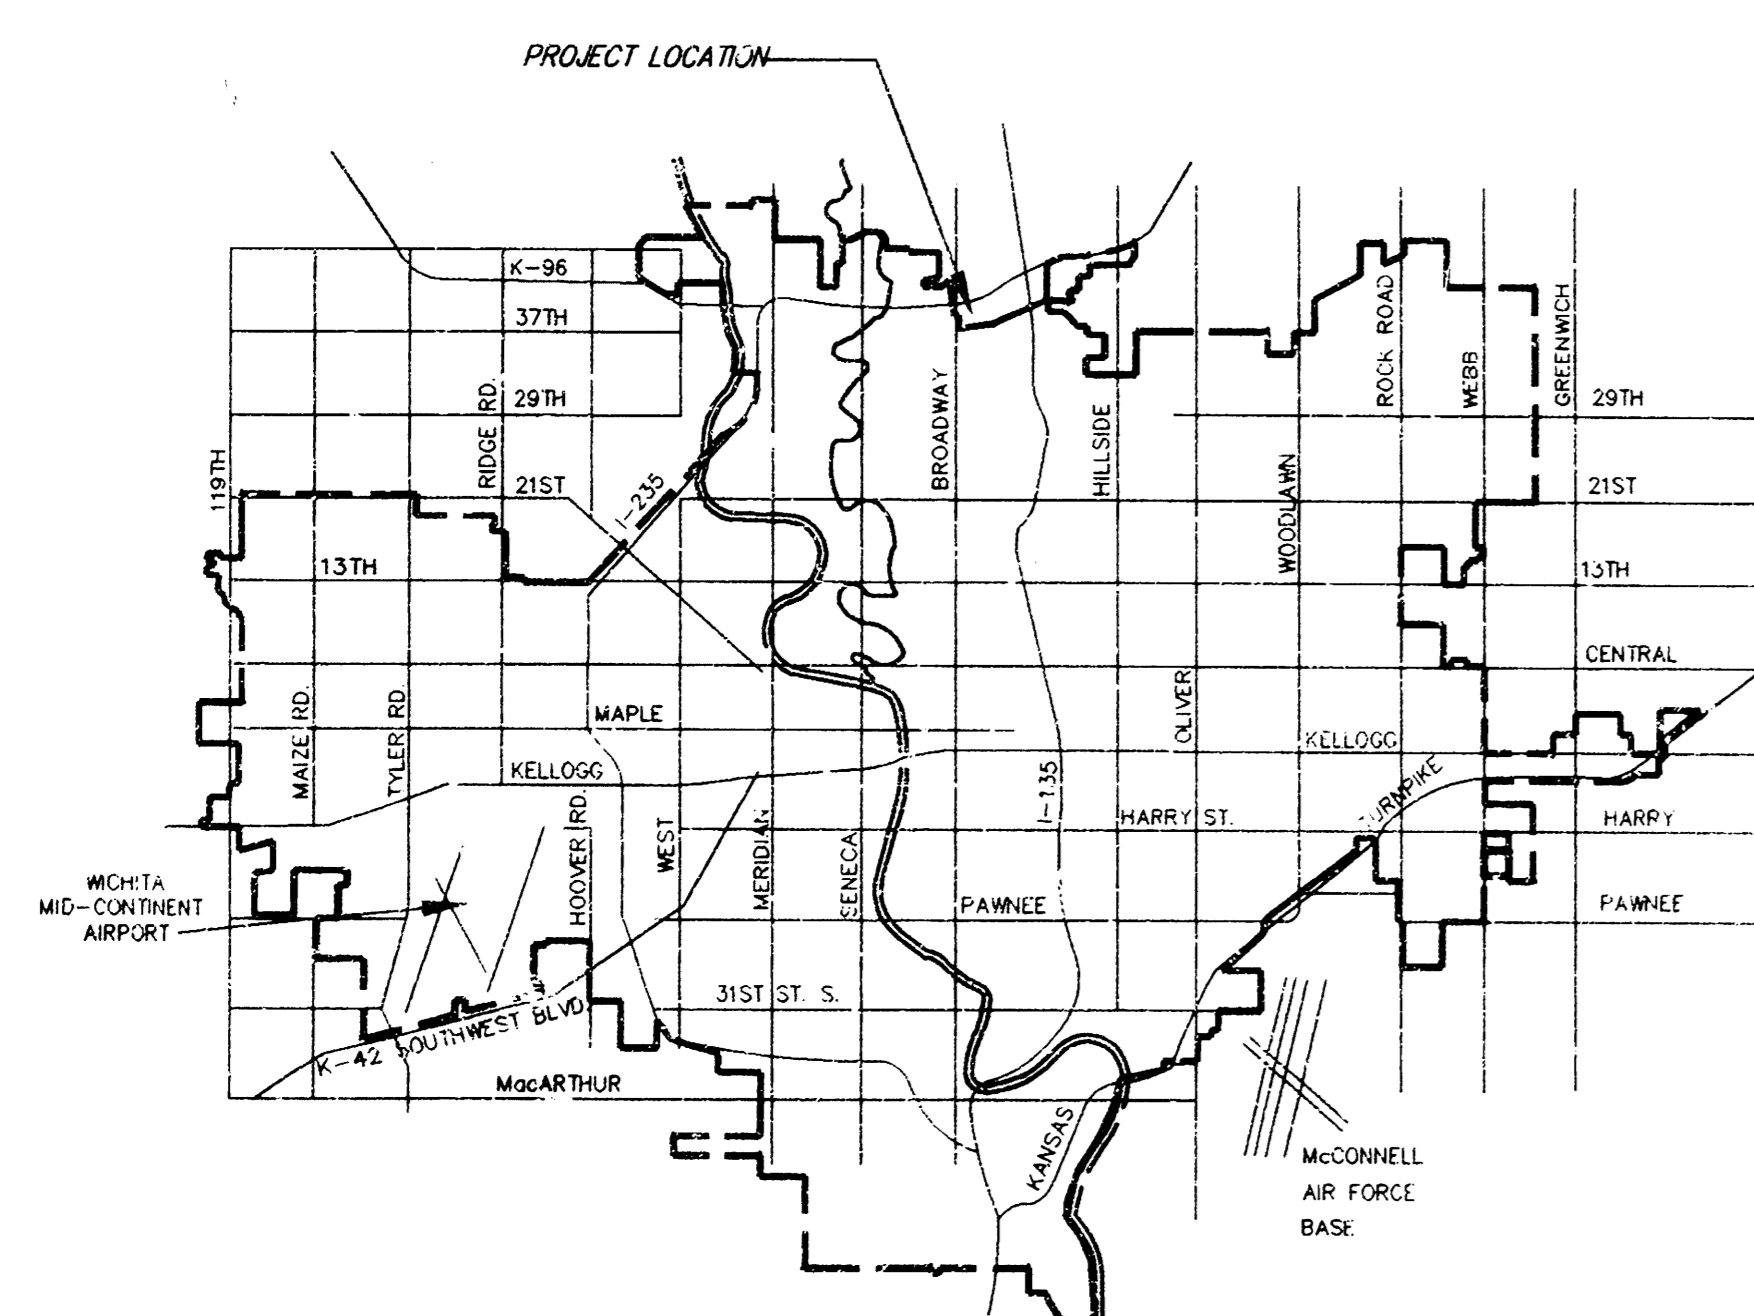 PROJECT LOCATION
K-96
37TH
29TH
21ST
13TH
119TH
RIDGE RD.
I-235
BROADWAY
HILLSIDE
WOODLAWN
ROCK ROAD
WEBB
GREENWICH
29TH
21ST
13TH
CENTRAL
MAIZE RD.
TYLER RD.
MAPLE
KELLOGG
HOOVER RD.
WEST
MERIDIAN
SENECA
I-135
OLIVER
KELLOGG
HARRY ST.
TURNPIKE
HARRY
PAWNEE
PAWNEE
WICHITA
MID-CONTINENT
AIRPORT
31ST ST. S.
K-42 SOUTHWEST BLVD
MacARTHUR
KANSAS
McCONNELL
AIR FORCE
BASE